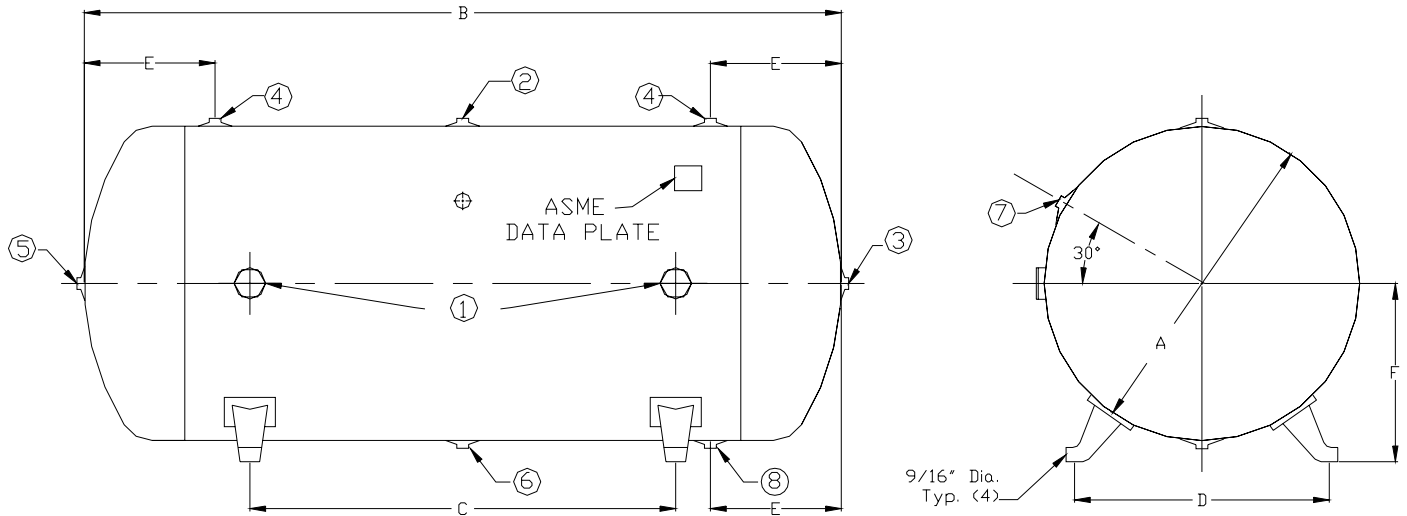 B
E
E
④
②
④
ASME
DATA PLATE
⑤
③
①
⑦
30°
A
F
⑥
⑧
9/16" Dia.
Typ. (4)
C
E
D